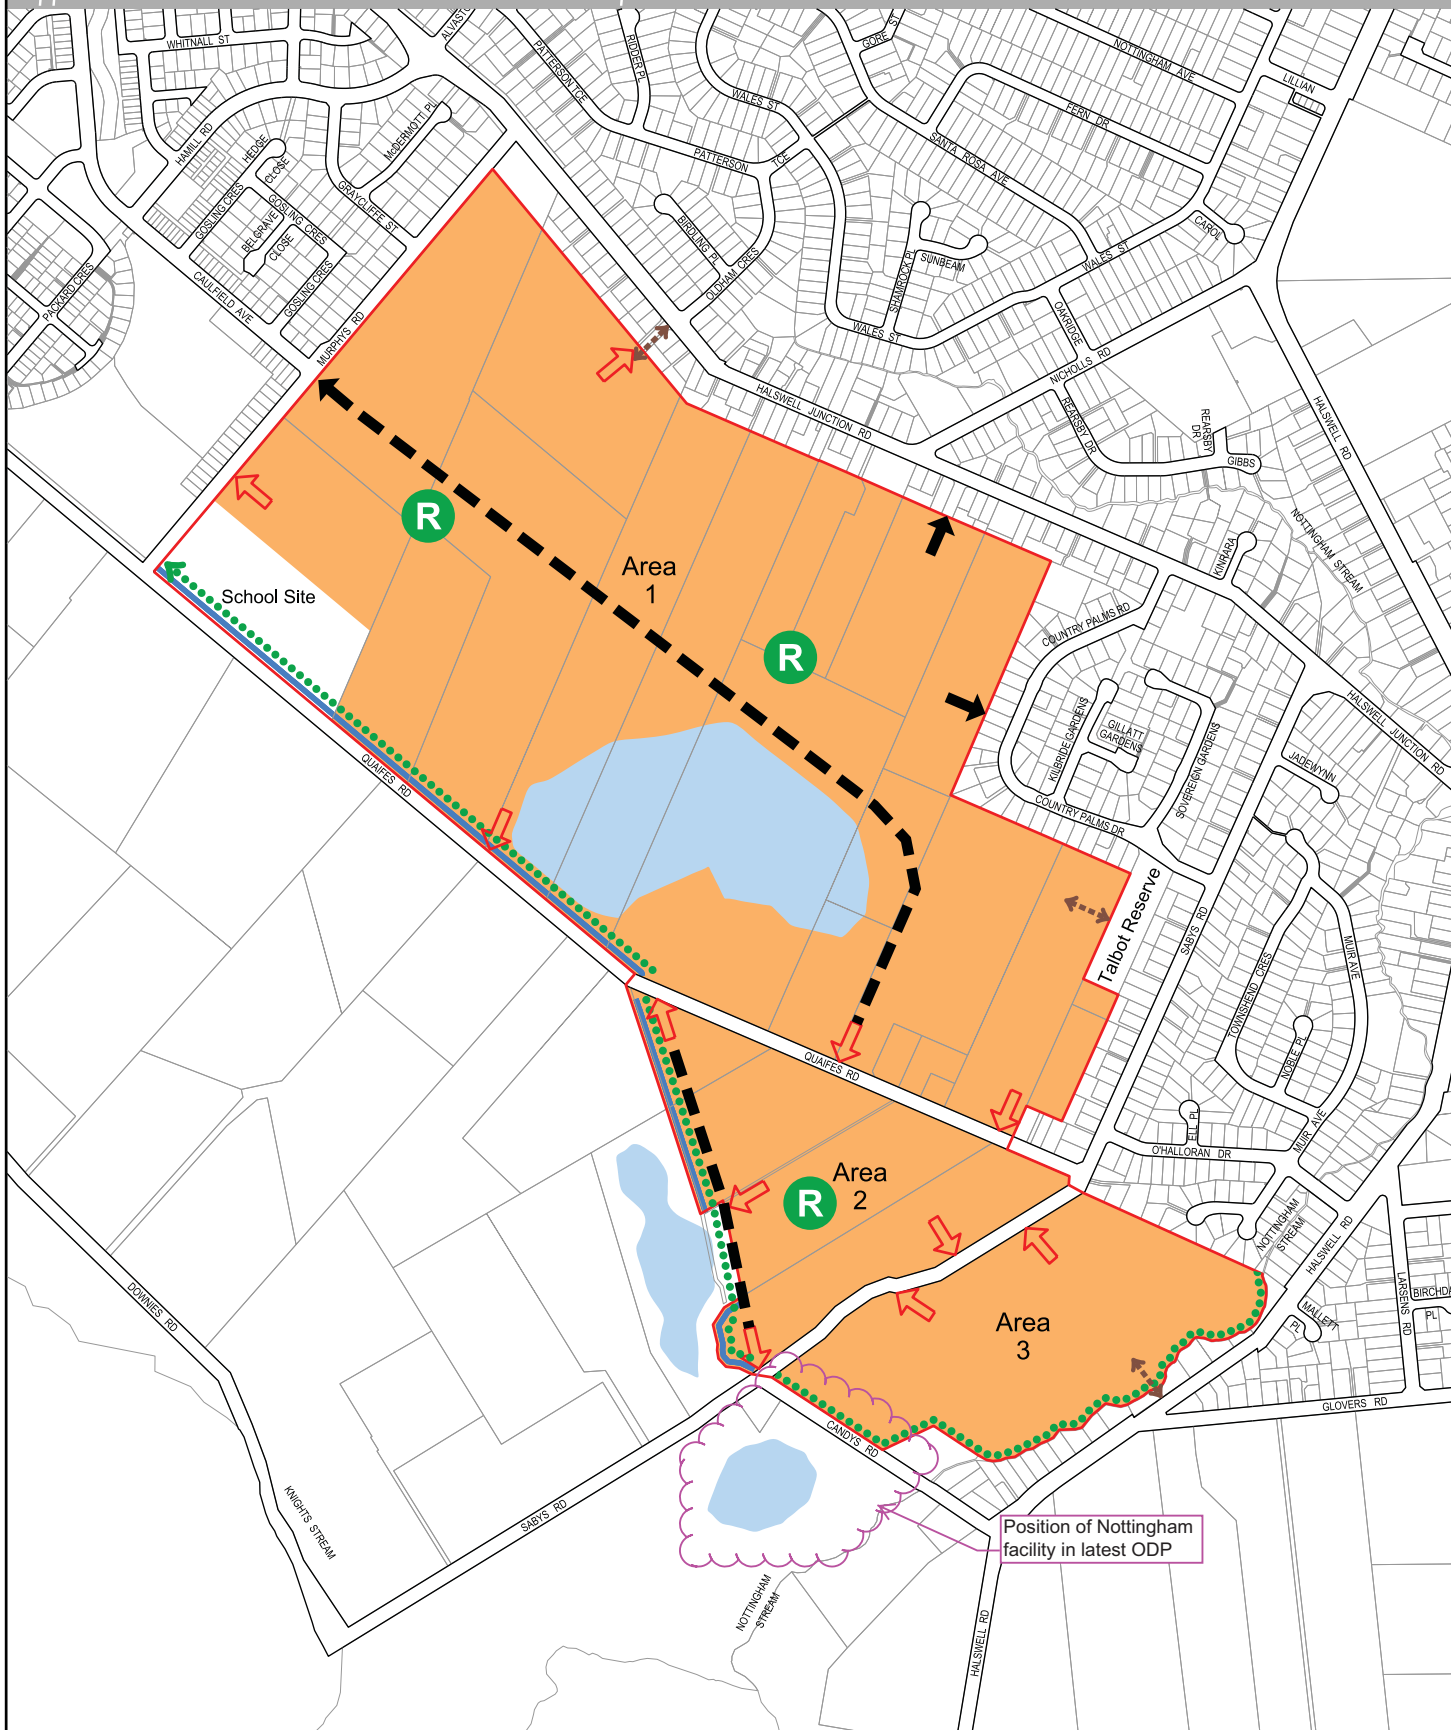 WHITNALL ST
ALVASTO
PATTERSON TCE
RIDDER PL
GORE ST
NOTTINGHAM AVE
LILLIAN
HAMILL RD
HEDGE
CLOSE
McDERMOTT PL
WALES ST
FERN DR
SANTA ROSA AVE
PATTERSON
TCE
GOSLING CRES
GRAYCLIFFE ST
GOSLING CRES
BELGRAVE
CLOSE
GOSLING CRES
BIRDLING PL
OLDHAM CRES
SHAMROCK PL
SUNBEAM
CAROL
WALES ST
PACKARD CRES
CAULFIELD AVE
MURPHYS RD
WALES ST
OAKRIDGE
NICHOLLS RD
HALSWELL JUNCTION RD
REARSBY DR
REARSBY
DR
GIBBS
HALSWELL RD
R
NOTTINGHAM STREAM
KINRARA
Area
1
School Site
COUNTRY PALMS RD
R
KILBRIDE GARDENS
GILLATT
GARDENS
SOVEREIGN GARDENS
HALSWELL JUNCTION RD
JADEWYNN
QUAIFES RD
COUNTRY PALMS DR
Talbot Reserve
SABYS RD
TOWNSHEND CRES
MUIR AVE
NOBLE PL
QUAIFES RD
ELL PL
MUIR AVE
O'HALLORAN DR
Area
2
R
NOTTINGHAM
STREAM
HALSWELL RD
LARSENS RD
BIRCHDA
PL
MALLETT
PL
DOWNIES RD
Area
3
GLOVERS RD
CANDYS RD
KNIGHTS STREAM
SABYS RD
Position of Nottingham
facility in latest ODP
NOTTINGHAM
STREAM
HALSWELL RD